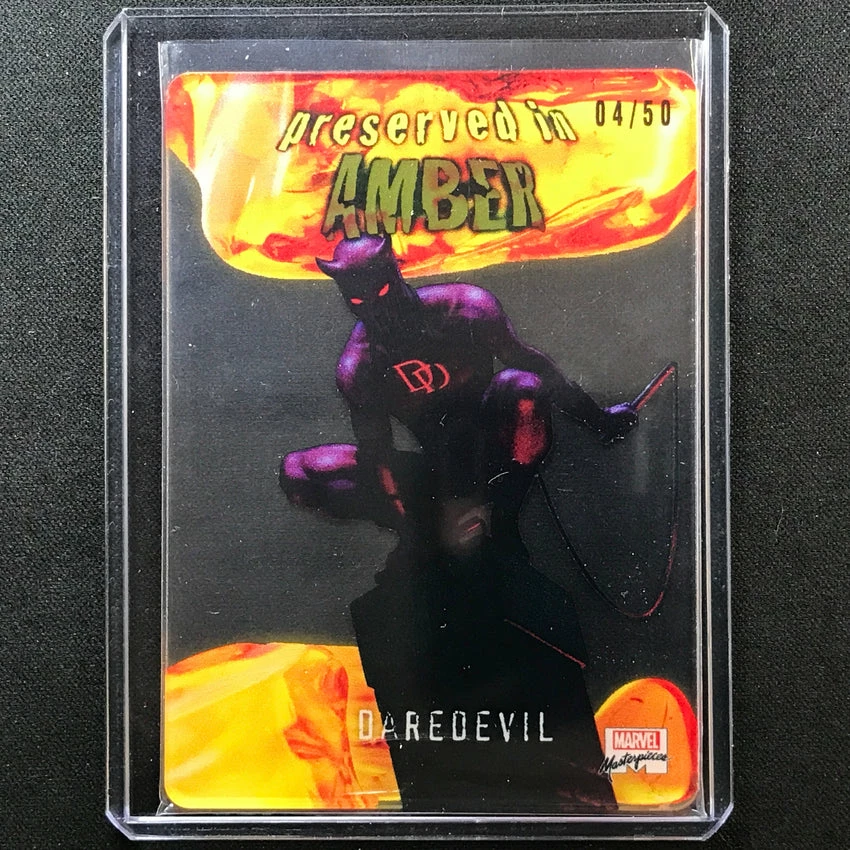 preserved in
04/50
AMBER
DD
DAREDEVIL
MARVEL
Masterpieces